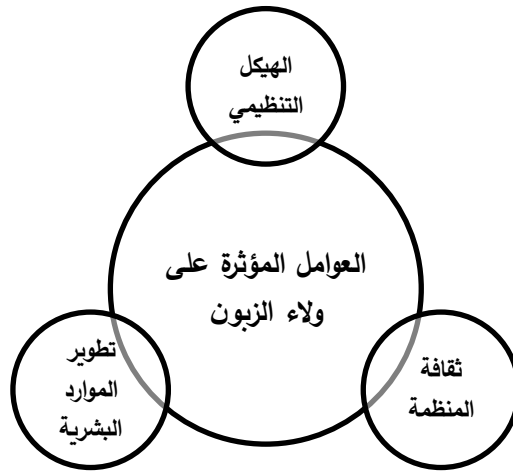 الهيكل
التنظيمي
العوامل المؤثرة على
ولاء الزبون
ثقافة
المنظمة
تطوير
الموارد
البشرية